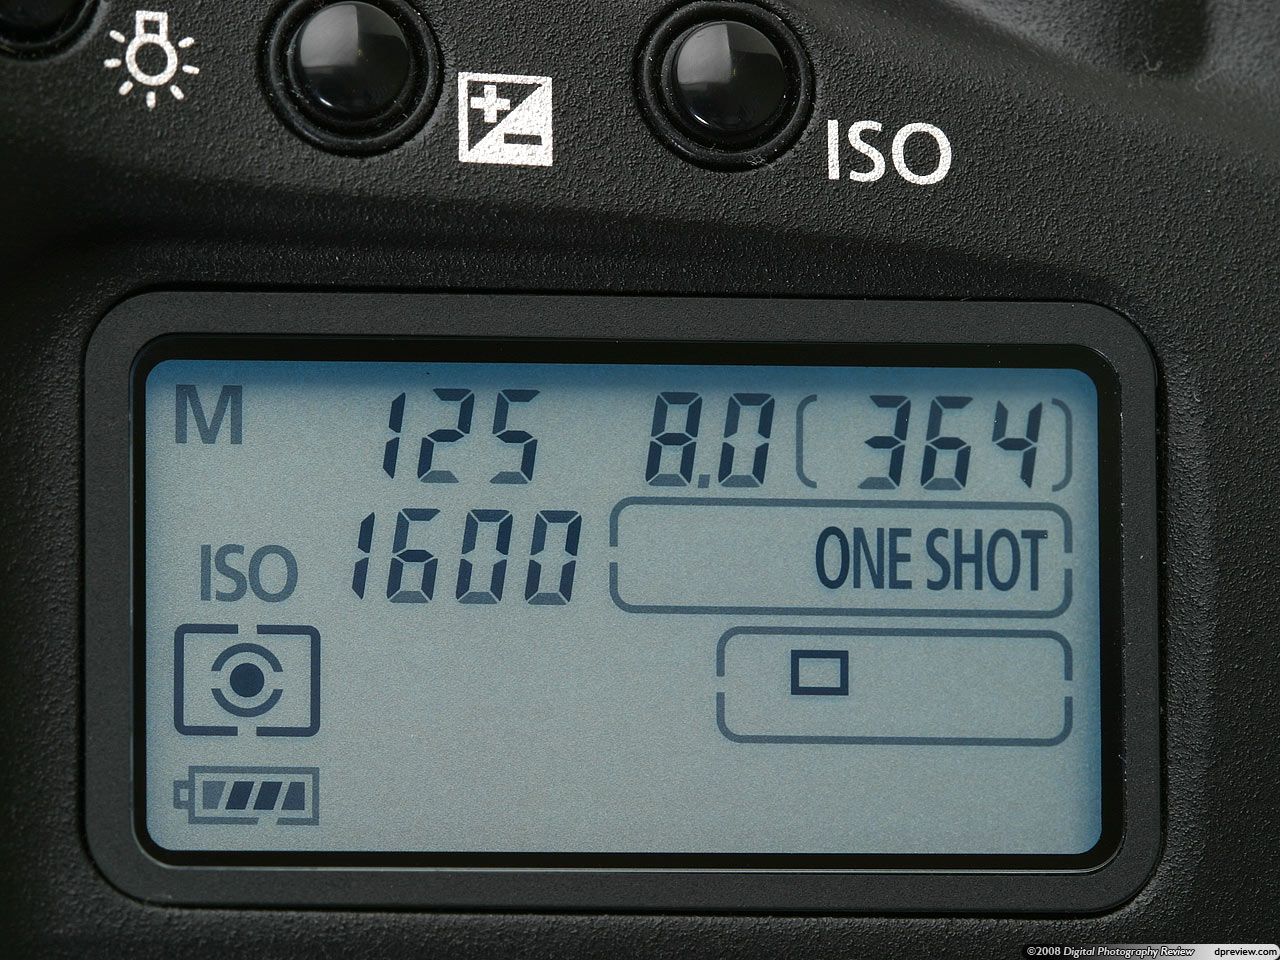 ISO
M 125 8.0 [ 364 ]
ISO 1600 ONE SHOT
©2008 Digital Photography Review dpreview.com